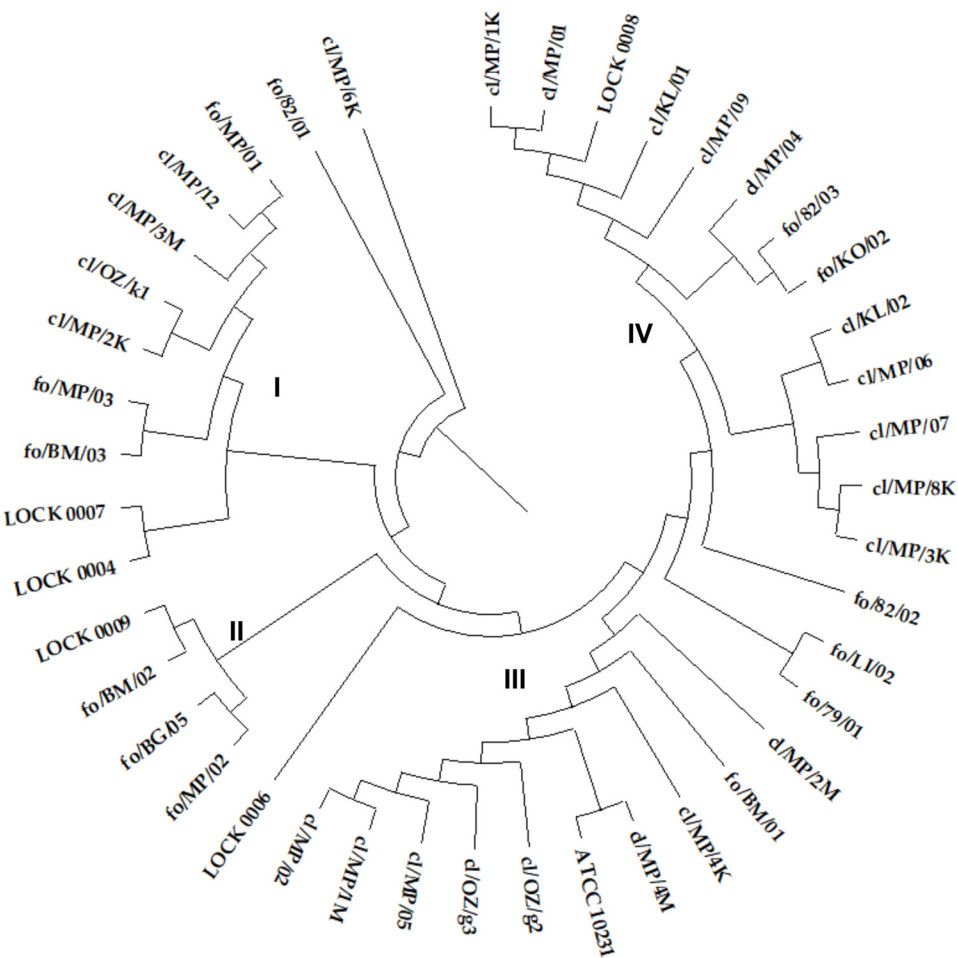 cl/MP/1K
cl/MP/01
LOCK 0008
cl/KL/01
cl/MP/09
d/MP/04
fo/82/03
fo/KO/02
cl/KL/02
cl/MP/06
cl/MP/07
cl/MP/8K
cl/MP/3K
fo/82/02
fo/LI/02
fo/79/01
cl/MP/2M
fo/BM/01
cl/MP/4K
cl/MP/4M
ATCC 10231
cl/OZ/g2
cl/OZ/g3
cl/MP/05
cl/MP/1M
cl/MP/02
LOCK 0006
fo/MP/02
fo/BG/05
fo/BM/02
LOCK 0009
LOCK 0004
LOCK 0007
fo/BM/03
fo/MP/03
cl/MP/2K
cl/OZ/k1
cl/MP/3M
cl/MP/12
fo/MP/01
fo/82/01
cl/MP/6K
I
II
III
IV